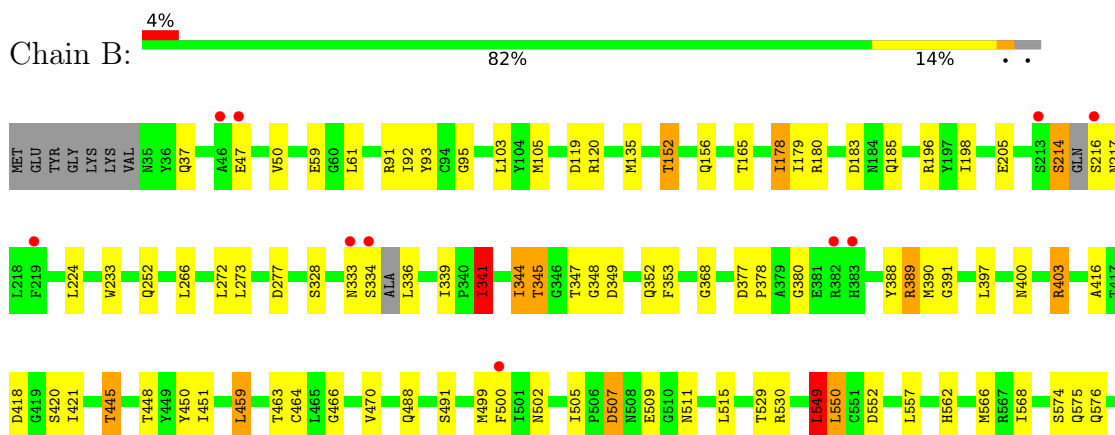 4%
Chain B:
82% 14% • •
MET GLU TYR GLY LYS LYS VAL N35 Y36 Q37 A46 E47 V50 E59 G60 L61 R91 I92 Y93 C94 G95 L103 Y104 M105 D119 R120 M135 T152 Q156 T165 I178 I179 R180 D183 N184 Q185 R196 Y197 I198 E205 S213 S214 GLN S216 N217
L218 F219 L224 W233 Q252 L266 L272 L273 D277 S328 N333 S334 ALA L336 I339 P340 I341 I344 T345 G346 T347 G348 D349 Q352 F353 G368 D377 P378 A379 G380 E381 R382 H383 Y388 R389 M390 G391 L397 N400 R403 A416 T417
D418 G419 S420 I421 T445 T448 Y449 Y450 I451 L459 T463 C464 L465 G466 V470 Q488 S491 M499 F500 I501 N502 I505 P506 D507 N508 E509 G510 N511 L515 T529 R530 L549 L550 C551 D552 L557 H562 M566 R567 I568 S574 Q575 Q576